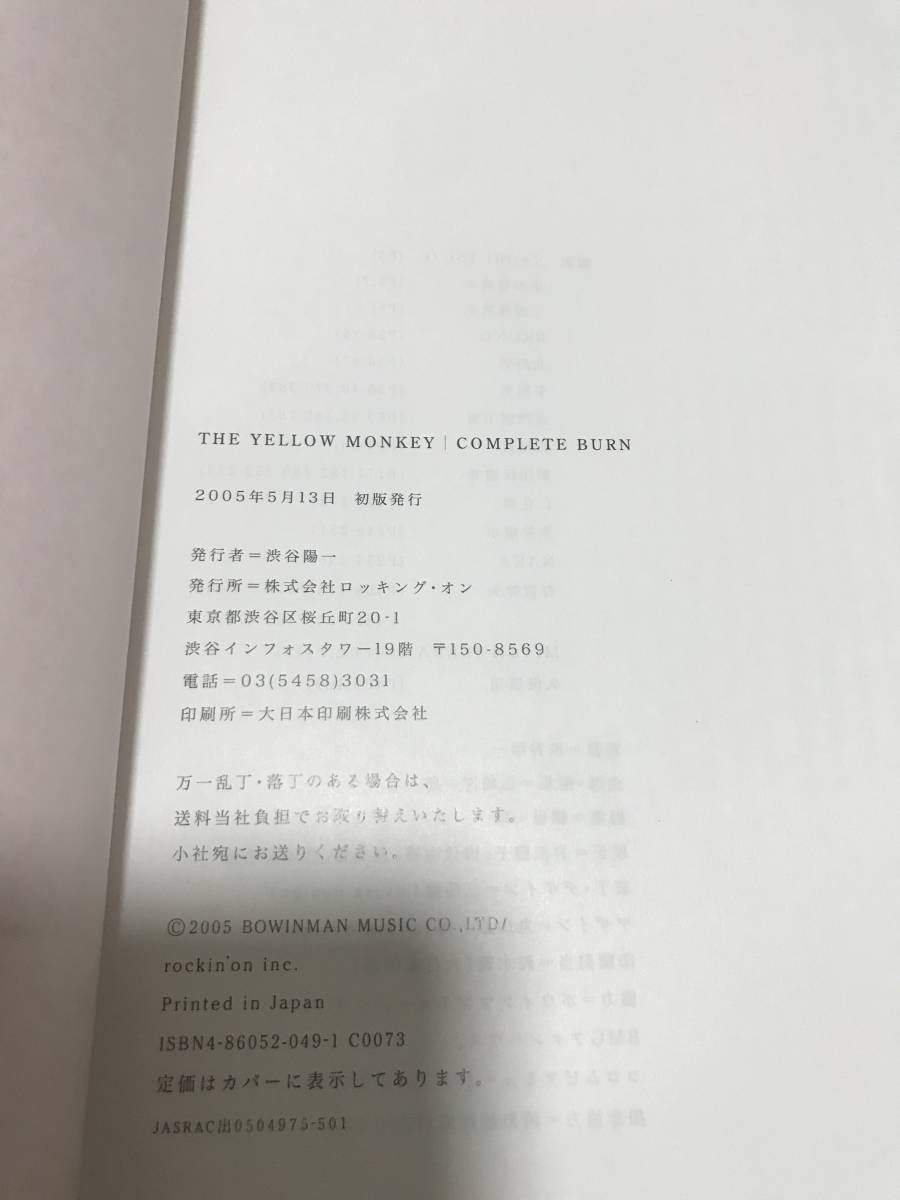 THE YELLOW MONKEY | COMPLETE BURN
2005年5月13日　初版発行
発行者＝渋谷陽一
発行所＝株式会社ロッキング・オン
東京都渋谷区桜丘町20-1
渋谷インフォスタワー19階　〒150-8569
電話＝03(5458)3031
印刷所＝大日本印刷株式会社
万一乱丁・落丁のある場合は、
送料当社負担でお取り替えいたします。
小社宛にお送りください。
©2005 BOWINMAN MUSIC CO.,LTD/
rockin'on inc.
Printed in Japan
ISBN4-86052-049-1 C0073
定価はカバーに表示してあります。
JASRAC出0504975-501